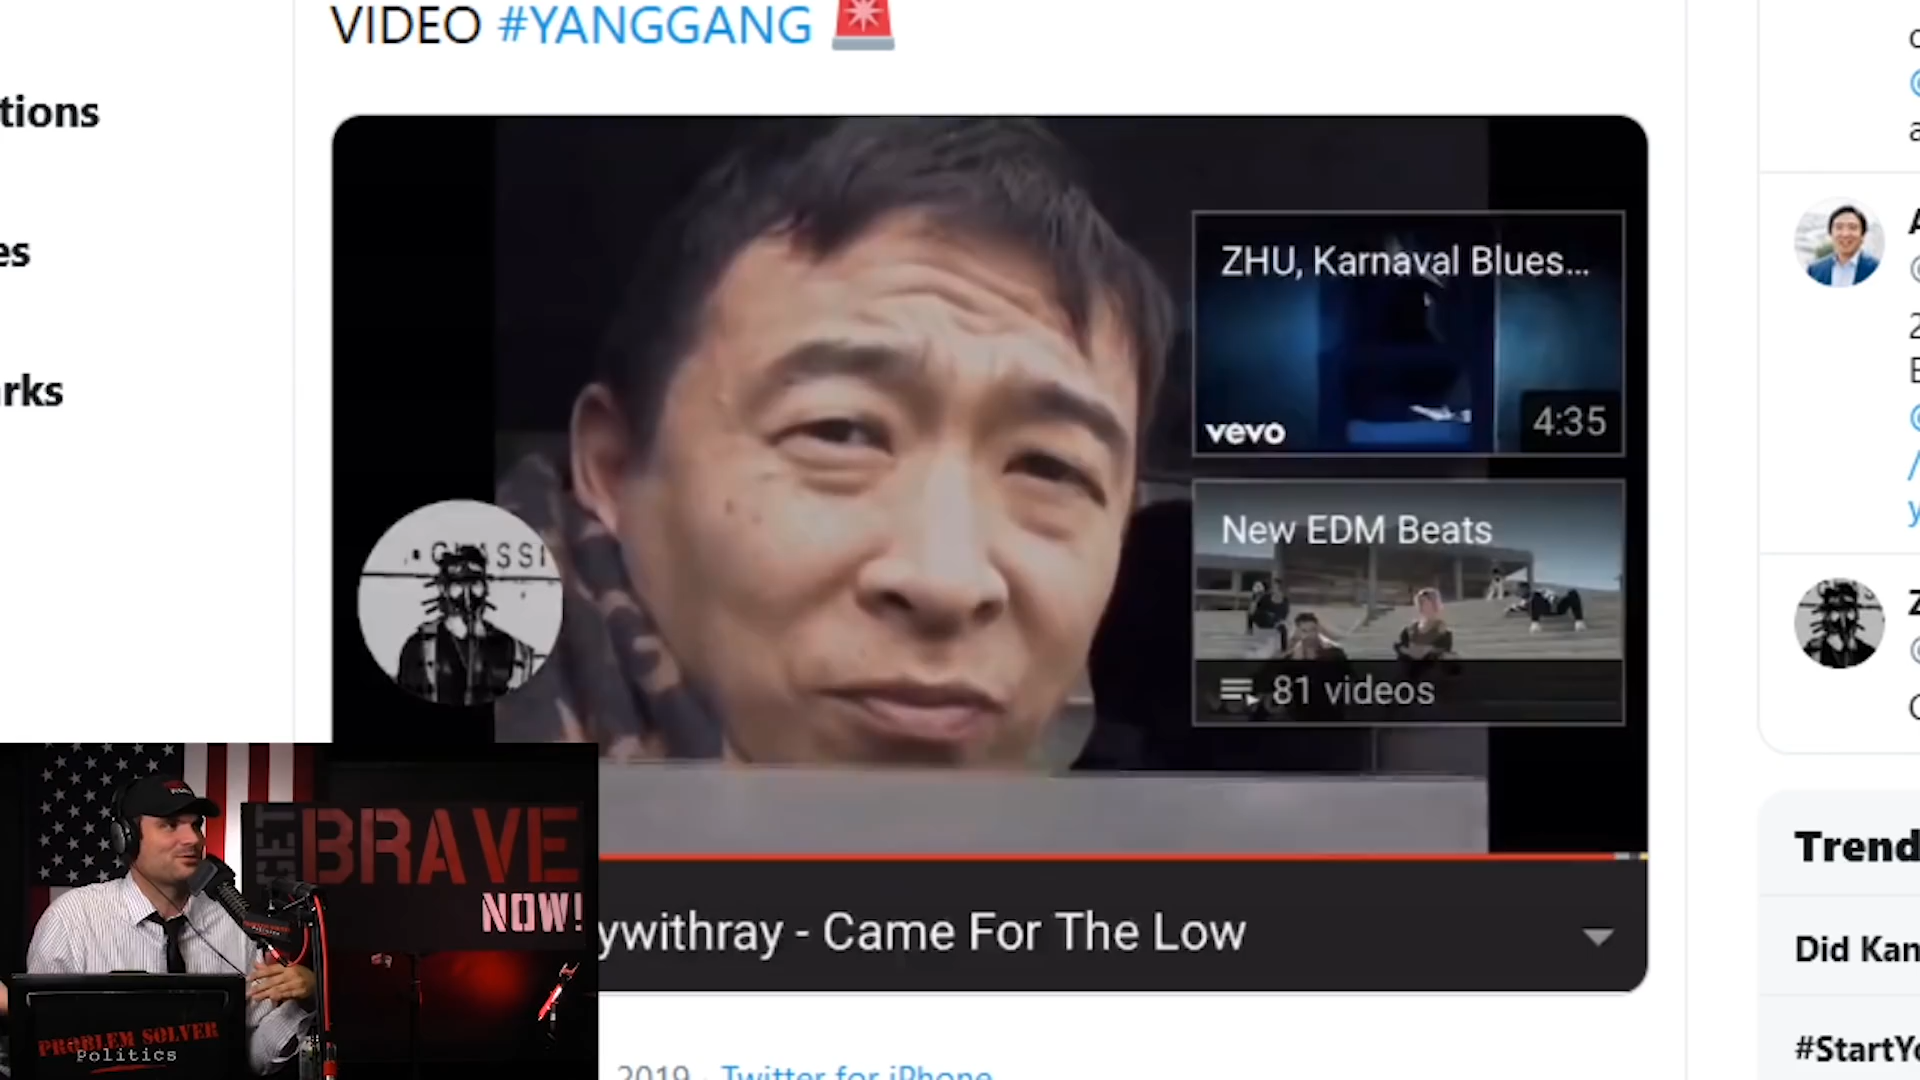 VIDEO #YANGGANG
tions
es
rks
ZHU, Karnaval Blues...
vevo
4:35
New EDM Beats
81 videos
GET
BRAVE
NOW!
PROBLEM SOLVER
Politics
ywithray - Came For The Low
2019 · Twitter for iPhone
Trend
Did Kan
#StartYo